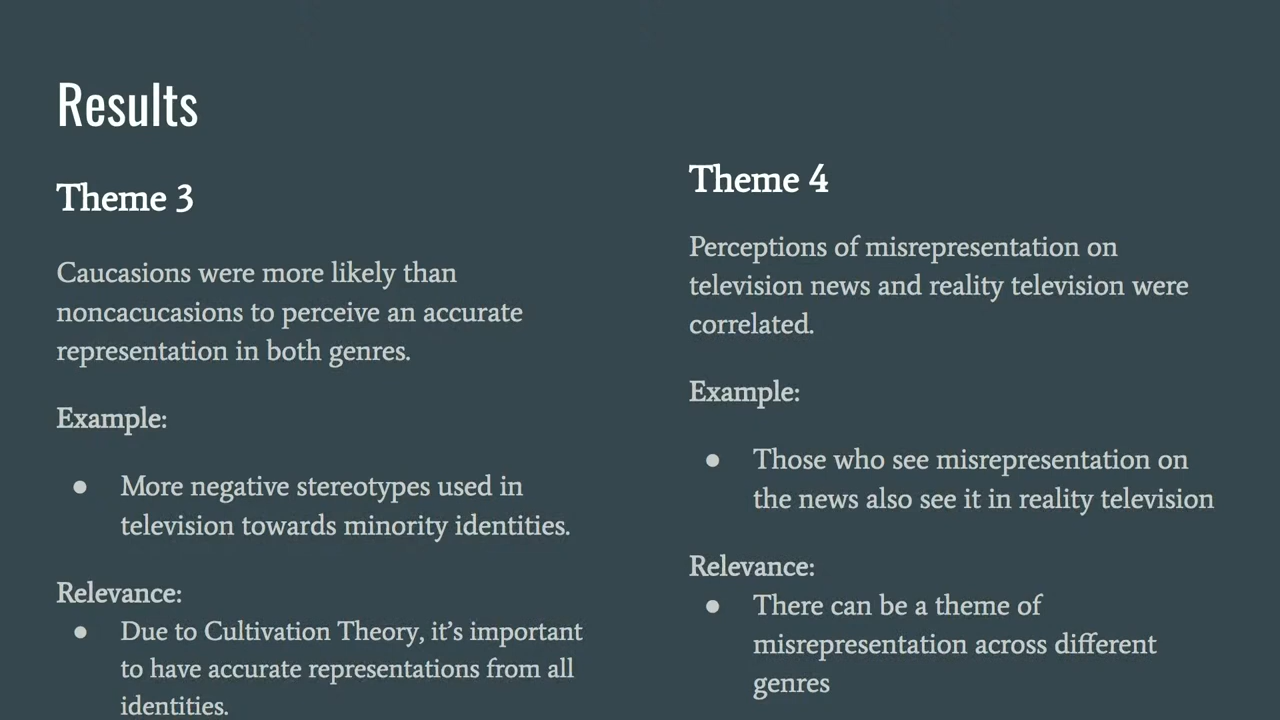 Results
Theme 3
Caucasions were more likely than
noncacucasions to perceive an accurate
representation in both genres.
Example:
● More negative stereotypes used in
television towards minority identities.
Relevance:
● Due to Cultivation Theory, it’s important
to have accurate representations from all
identities.
Theme 4
Perceptions of misrepresentation on
television news and reality television were
correlated.
Example:
● Those who see misrepresentation on
the news also see it in reality television
Relevance:
● There can be a theme of
misrepresentation across different
genres